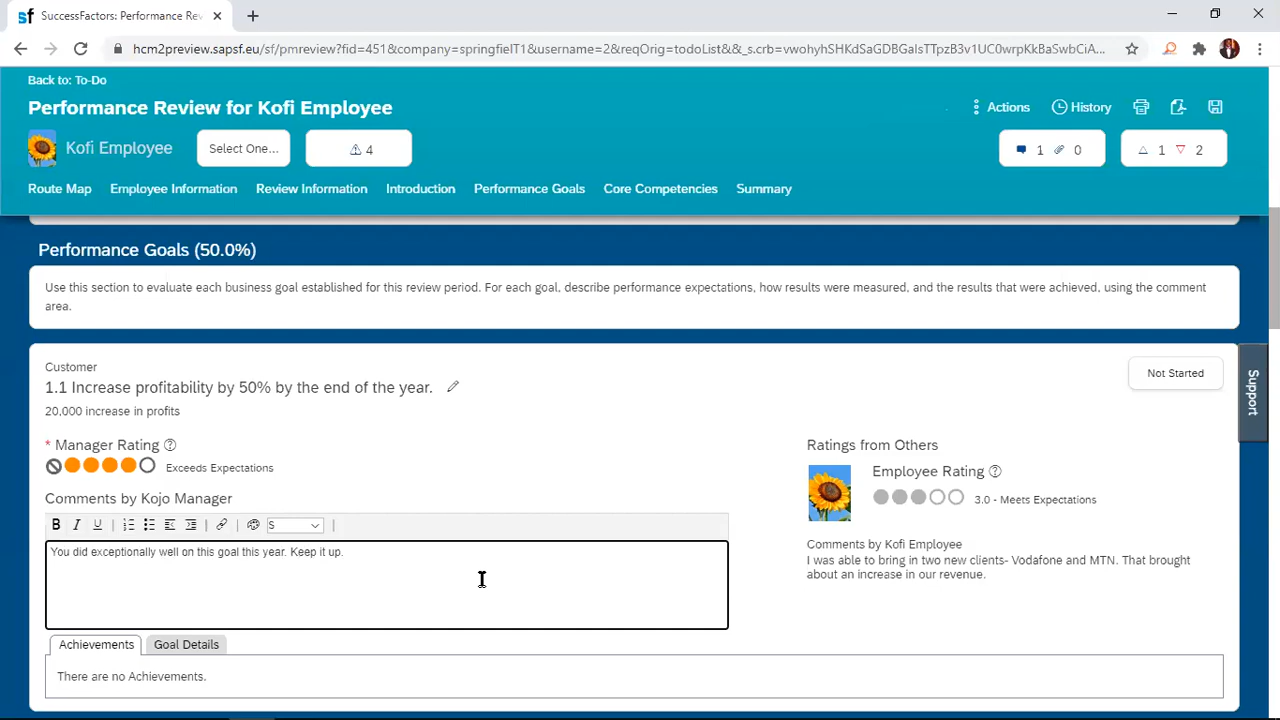 SuccessFactors: Performance Rev
hcm2preview.sapsf.eu/sf/pmreview?fid=451&company=springfieIT1&username=2&reqOrig=todoList&&_s.crb=vwohyhSHKdSaGDBGalsTTpzB3v1UC0wrpKkBaSwbCiA...
Back to: To-Do
Performance Review for Kofi Employee
Actions
History
Kofi Employee
Select One...
4
1 0
1 2
Route Map
Employee Information
Review Information
Introduction
Performance Goals
Core Competencies
Summary
Performance Goals (50.0%)
Use this section to evaluate each business goal established for this review period. For each goal, describe performance expectations, how results were measured, and the results that were achieved, using the comment
area.
Customer
Not Started
1.1 Increase profitability by 50% by the end of the year.
20.000 increase in profits
* Manager Rating
Exceeds Expectations
Comments by Kojo Manager
B I U S
You did exceptionally well on this goal this year. Keep it up.
Ratings from Others
Employee Rating
3.0 - Meets Expectations
Comments by Kofi Employee
I was able to bring in two new clients- Vodafone and MTN. That brought
about an increase in our revenue.
Achievements
Goal Details
There are no Achievements.
Support